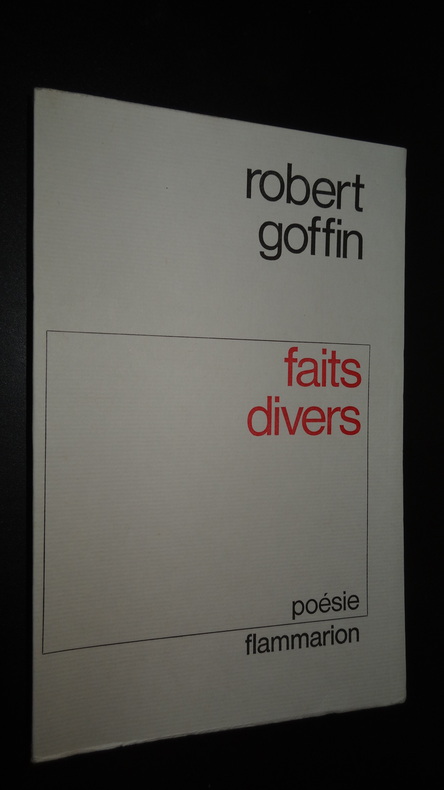 robert
goffin
faits
divers
poésie
flammarion